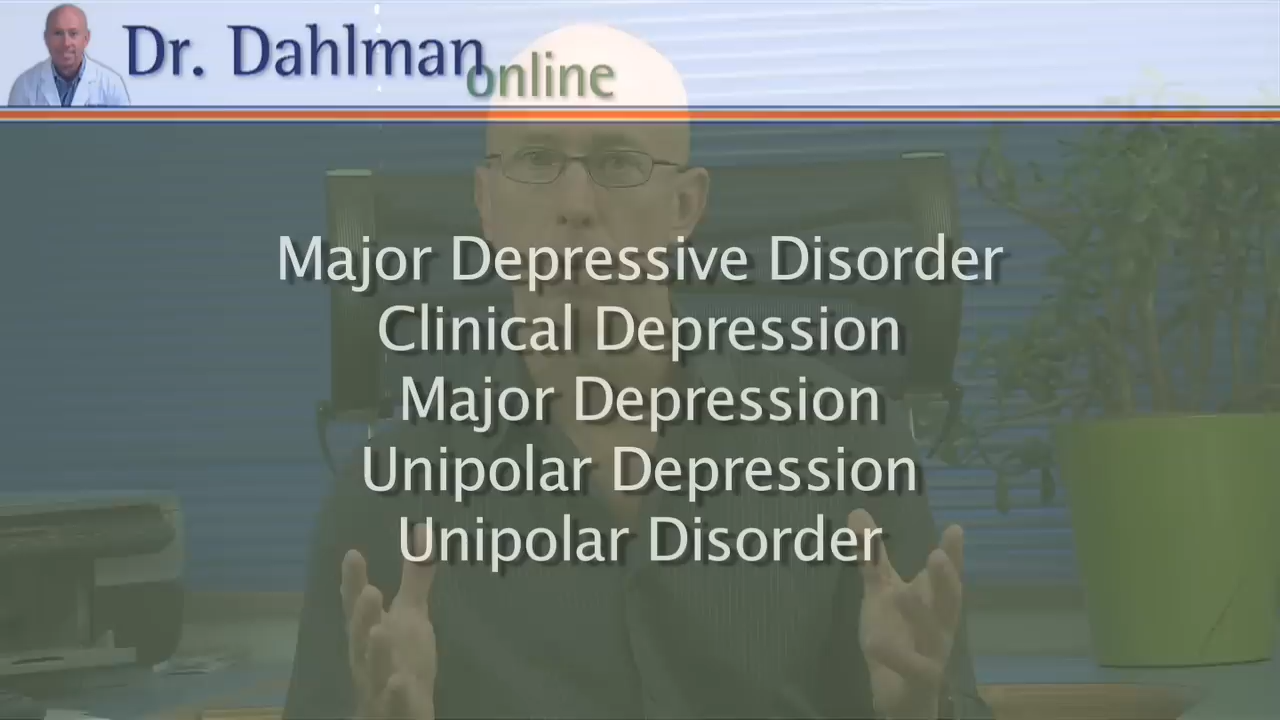 Dr. Dahlman online
Major Depressive Disorder
Clinical Depression
Major Depression
Unipolar Depression
Unipolar Disorder